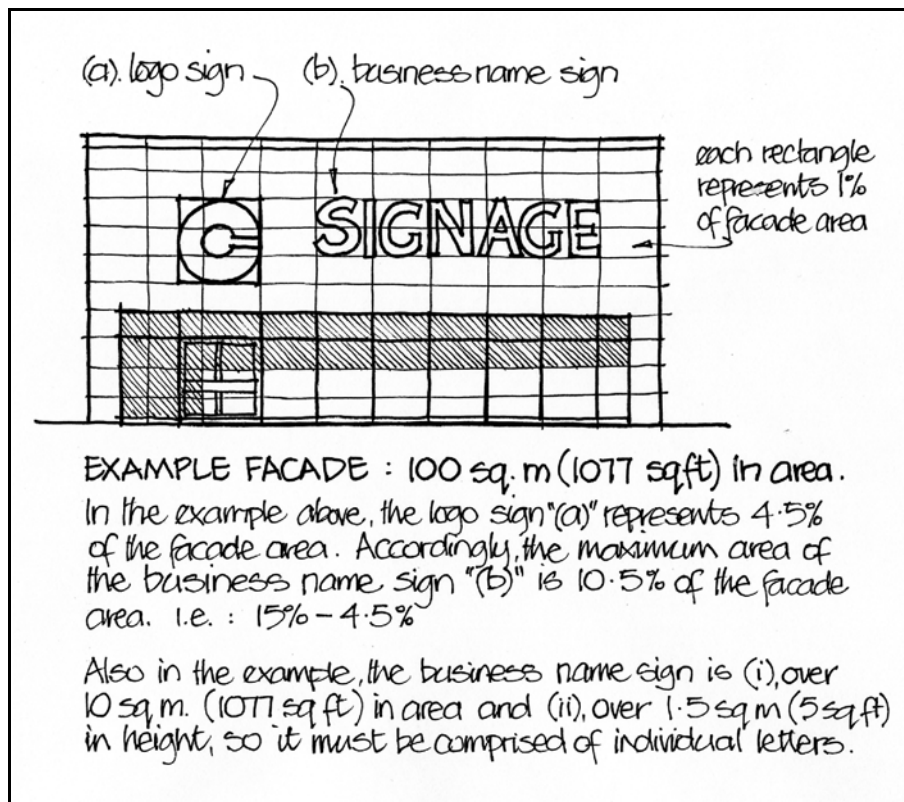 (a). logo sign (b). business name sign
each rectangle
represents 1%
of facade area
SIGNAGE
EXAMPLE FACADE : 100 sq. m (1077 sqft) in area.
In the example above, the logo sign "(a)" represents 4.5%
of the facade area. Accordingly, the maximum area of
the business name sign "(b)" is 10.5% of the facade
area. i.e. : 15% - 4.5%
Also in the example, the business name sign is (i), over
10 sq m. (1077 sq ft) in area and (ii), over 1.5 sq m (5 sq ft)
in height, so it must be comprised of individual letters.